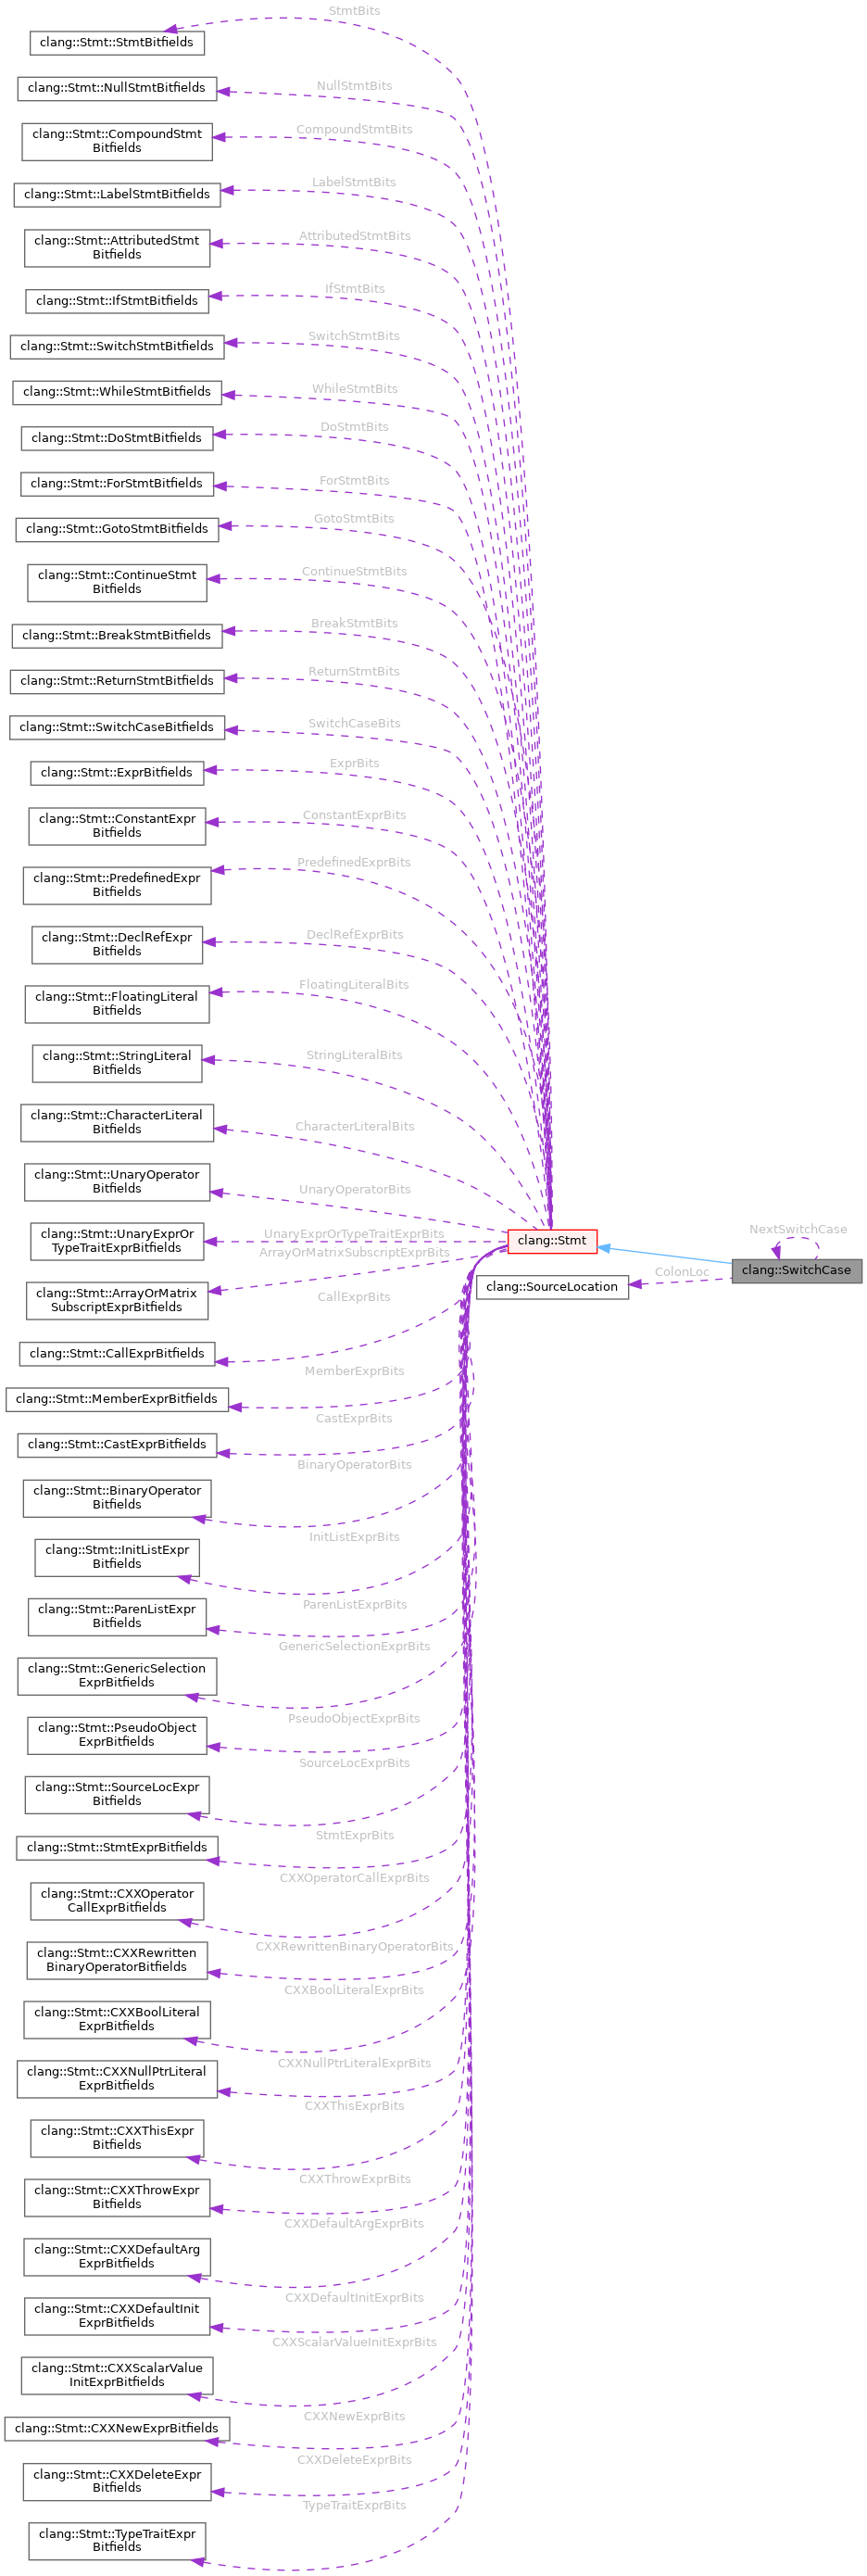 StmtBits
clang::Stmt::StmtBitfields
NullStmtBits
clang::Stmt::NullStmtBitfields
CompoundStmtBits
clang::Stmt::CompoundStmt
Bitfields
LabelStmtBits
clang::Stmt::LabelStmtBitfields
AttributedStmtBits
clang::Stmt::AttributedStmt
Bitfields
IfStmtBits
clang::Stmt::IfStmtBitfields
SwitchStmtBits
clang::Stmt::SwitchStmtBitfields
WhileStmtBits
clang::Stmt::WhileStmtBitfields
DoStmtBits
clang::Stmt::DoStmtBitfields
ForStmtBits
clang::Stmt::ForStmtBitfields
GotoStmtBits
clang::Stmt::GotoStmtBitfields
ContinueStmtBits
clang::Stmt::ContinueStmt
Bitfields
BreakStmtBits
clang::Stmt::BreakStmtBitfields
ReturnStmtBits
clang::Stmt::ReturnStmtBitfields
SwitchCaseBits
clang::Stmt::SwitchCaseBitfields
ExprBits
clang::Stmt::ExprBitfields
ConstantExprBits
clang::Stmt::ConstantExpr
Bitfields
PredefinedExprBits
clang::Stmt::PredefinedExpr
Bitfields
DeclRefExprBits
clang::Stmt::DeclRefExpr
Bitfields
FloatingLiteralBits
clang::Stmt::FloatingLiteral
Bitfields
StringLiteralBits
clang::Stmt::StringLiteral
Bitfields
CharacterLiteralBits
clang::Stmt::CharacterLiteral
Bitfields
UnaryOperatorBits
clang::Stmt::UnaryOperator
Bitfields
UnaryExprOrTypeTraitExprBits
clang::Stmt::UnaryExprOr
TypeTraitExprBitfields
clang::Stmt
NextSwitchCase
clang::SwitchCase
ColonLoc
clang::SourceLocation
ArrayOrMatrixSubscriptExprBits
clang::Stmt::ArrayOrMatrix
SubscriptExprBitfields
CallExprBits
clang::Stmt::CallExprBitfields
MemberExprBits
clang::Stmt::MemberExprBitfields
CastExprBits
clang::Stmt::CastExprBitfields
BinaryOperatorBits
clang::Stmt::BinaryOperator
Bitfields
InitListExprBits
clang::Stmt::InitListExpr
Bitfields
ParenListExprBits
clang::Stmt::ParenListExpr
Bitfields
GenericSelectionExprBits
clang::Stmt::GenericSelection
ExprBitfields
PseudoObjectExprBits
clang::Stmt::PseudoObject
ExprBitfields
SourceLocExprBits
clang::Stmt::SourceLocExpr
Bitfields
StmtExprBits
clang::Stmt::StmtExprBitfields
CXXOperatorCallExprBits
clang::Stmt::CXXOperator
CallExprBitfields
CXXRewrittenBinaryOperatorBits
clang::Stmt::CXXRewritten
BinaryOperatorBitfields
CXXBoolLiteralExprBits
clang::Stmt::CXXBoolLiteral
ExprBitfields
CXXNullPtrLiteralExprBits
clang::Stmt::CXXNullPtrLiteral
ExprBitfields
CXXThisExprBits
clang::Stmt::CXXThisExpr
Bitfields
CXXThrowExprBits
clang::Stmt::CXXThrowExpr
Bitfields
CXXDefaultArgExprBits
clang::Stmt::CXXDefaultArg
ExprBitfields
CXXDefaultInitExprBits
clang::Stmt::CXXDefaultInit
ExprBitfields
CXXScalarValueInitExprBits
clang::Stmt::CXXScalarValue
InitExprBitfields
CXXNewExprBits
clang::Stmt::CXXNewExprBitfields
CXXDeleteExprBits
clang::Stmt::CXXDeleteExpr
Bitfields
TypeTraitExprBits
clang::Stmt::TypeTraitExpr
Bitfields